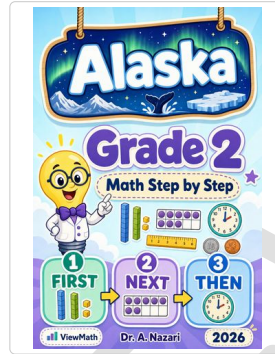 Alaska
Grade 2
Math Step by Step
1 2 3
FIRST NEXT THEN
ViewMath Dr. A. Nazari 2026